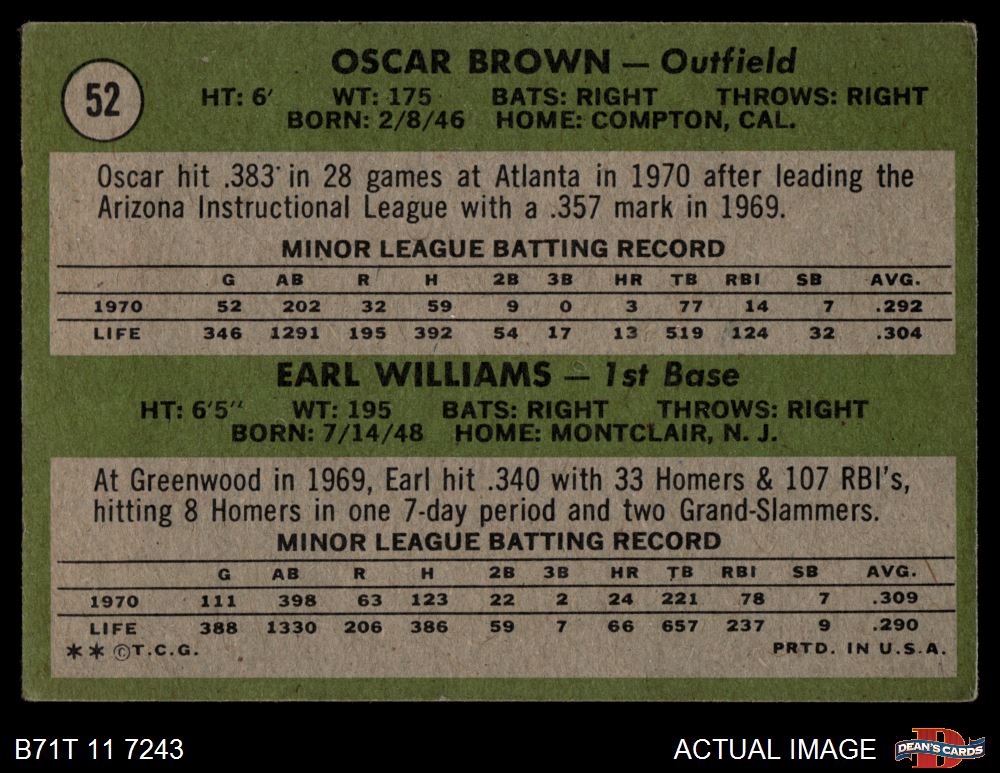 52
OSCAR BROWN — Outfield
HT: 6' WT: 175 BATS: RIGHT THROWS: RIGHT
BORN: 2/8/46 HOME: COMPTON, CAL.
Oscar hit .383 in 28 games at Atlanta in 1970 after leading the
Arizona Instructional League with a .357 mark in 1969.
MINOR LEAGUE BATTING RECORD
G AB R H 2B 3B HR TB RBI SB AVG.
1970 52 202 32 59 9 0 3 77 14 7 .292
LIFE 346 1291 195 392 54 17 13 519 124 32 .304
EARL WILLIAMS — 1st Base
HT: 6'5" WT: 195 BATS: RIGHT THROWS: RIGHT
BORN: 7/14/48 HOME: MONTCLAIR, N. J.
At Greenwood in 1969, Earl hit .340 with 33 Homers & 107 RBI's,
hitting 8 Homers in one 7-day period and two Grand-Slammers.
MINOR LEAGUE BATTING RECORD
G AB R H 2B 3B HR TB RBI SB AVG.
1970 111 398 63 123 22 2 24 221 78 7 .309
LIFE 388 1330 206 386 59 7 66 657 237 9 .290
**©T.C.G. PRTD. IN U.S.A.
B71T 11 7243 ACTUAL IMAGE DEAN'S CARDS